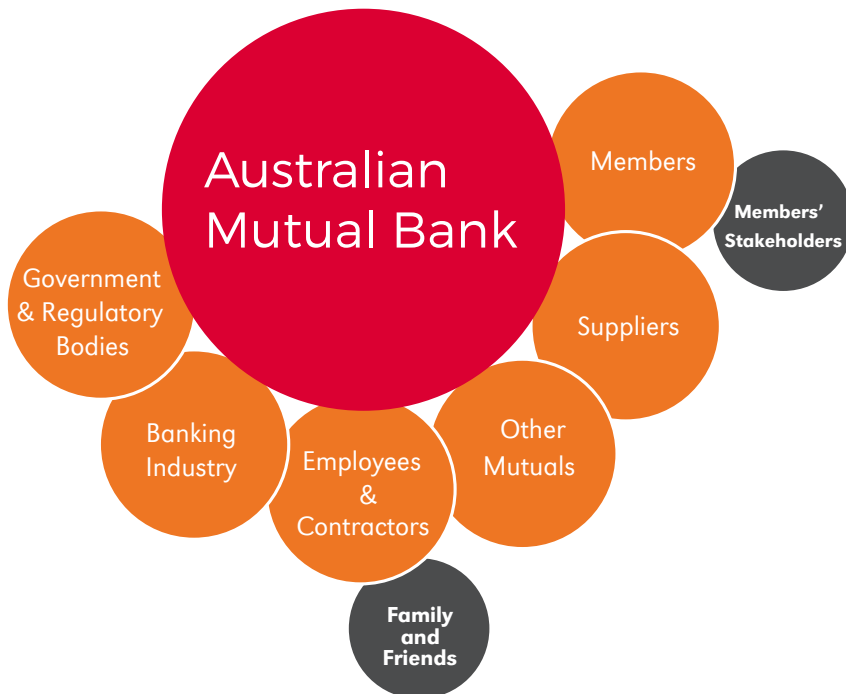 Australian
Mutual Bank
Members
Members’
Stakeholders
Suppliers
Other
Mutuals
Employees
&
Contractors
Family
and
Friends
Banking
Industry
Government
& Regulatory
Bodies